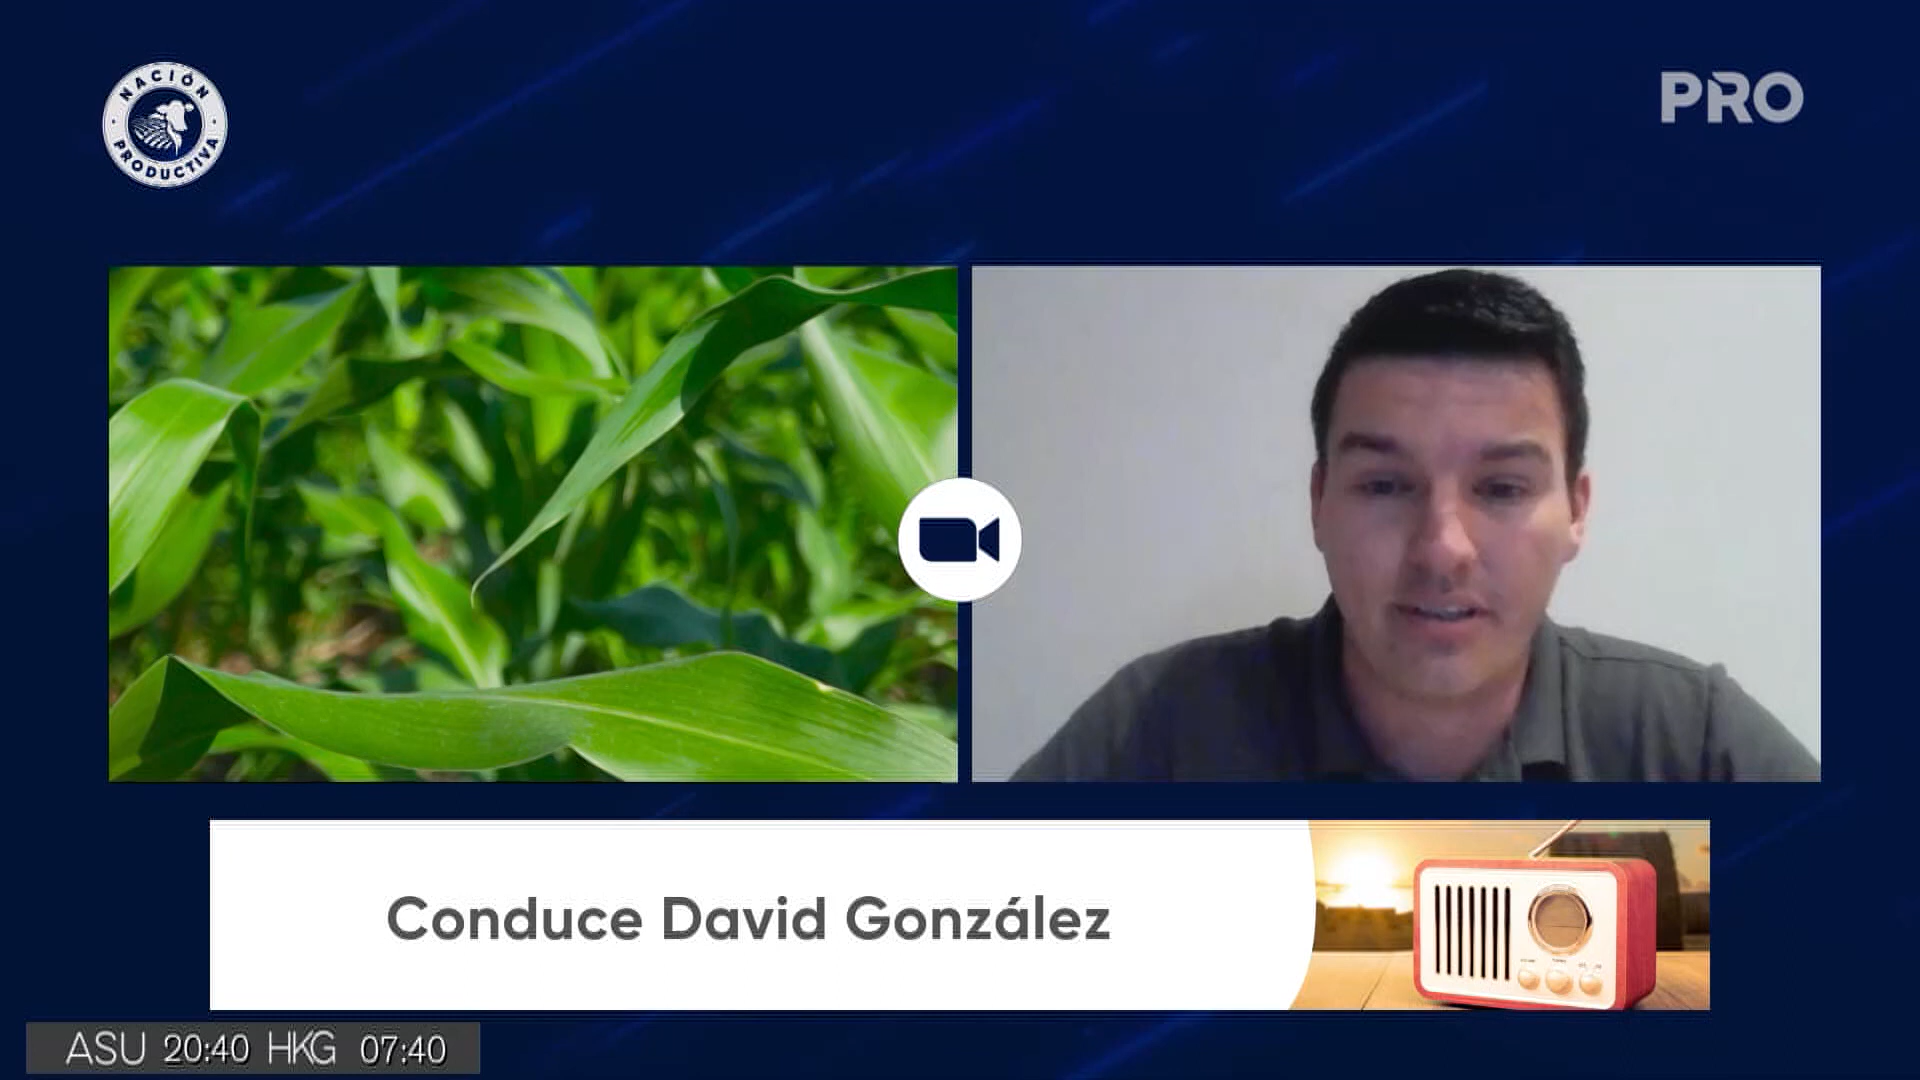 NACIÓN
PRODUCTIVA
PRO
Conduce David González
ASU 20:40 HKG 07:40